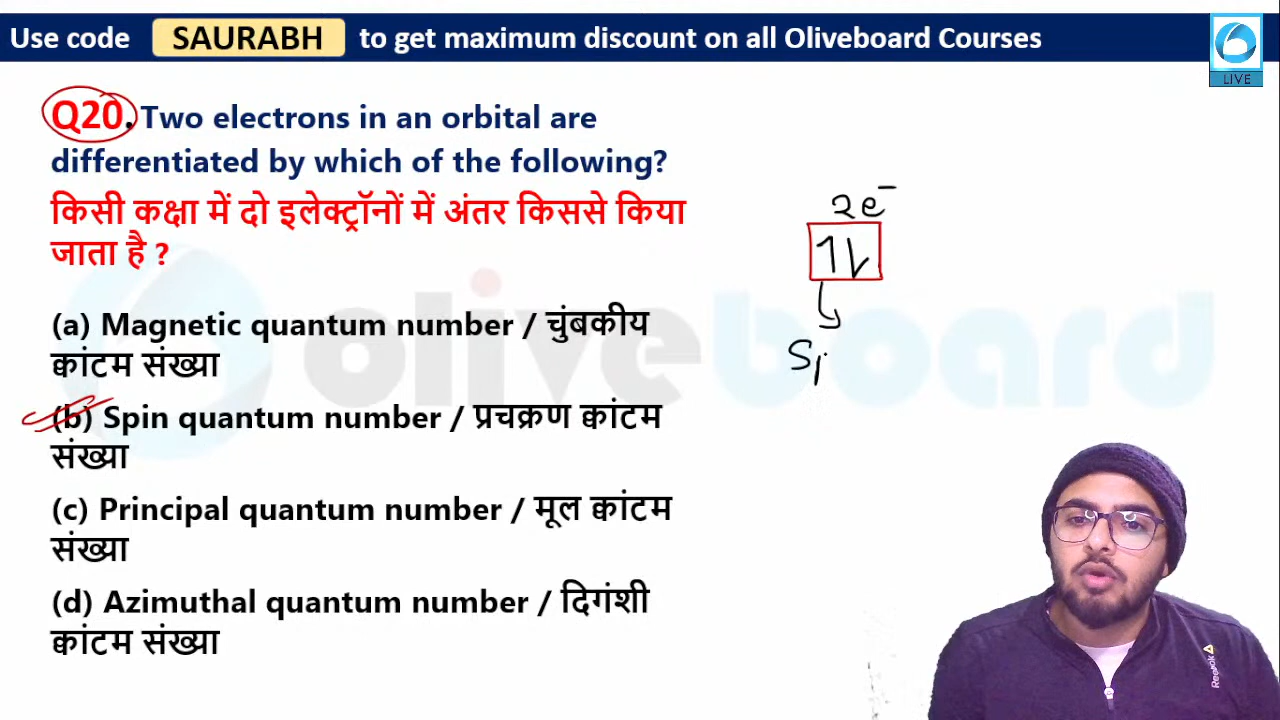 Use code SAURABH to get maximum discount on all Oliveboard Courses
LIVE
Q20. Two electrons in an orbital are
differentiated by which of the following?
किसी कक्षा में दो इलेक्ट्रॉनों में अंतर किससे किया
जाता है ?
2e⁻
(a) Magnetic quantum number / चुंबकीय
क्वांटम संख्या
oliveboard
Sp
(b) Spin quantum number / प्रचक्रण क्वांटम
संख्या
(c) Principal quantum number / मूल क्वांटम
संख्या
(d) Azimuthal quantum number / दिगंशी
क्वांटम संख्या
Reebok